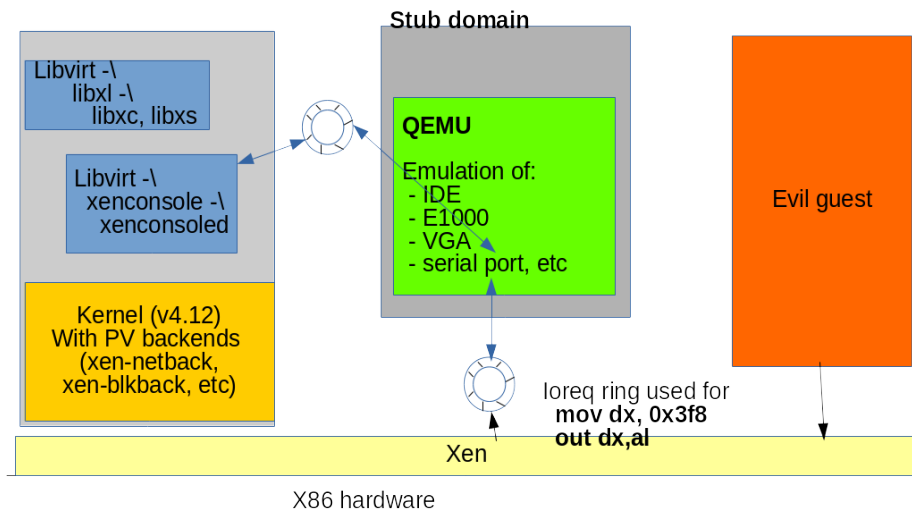 Stub domain
Libvirt -\
libxl -\
libxc, libxs
Libvirt -\
xenconsole -\
xenconsoled
Kernel (v4.12)
With PV backends
(xen-netback,
xen-blkback, etc)
QEMU
Emulation of:
- IDE
- E1000
- VGA
- serial port, etc
Evil guest
Ioreq ring used for
mov dx, 0x3f8
out dx,al
Xen
X86 hardware